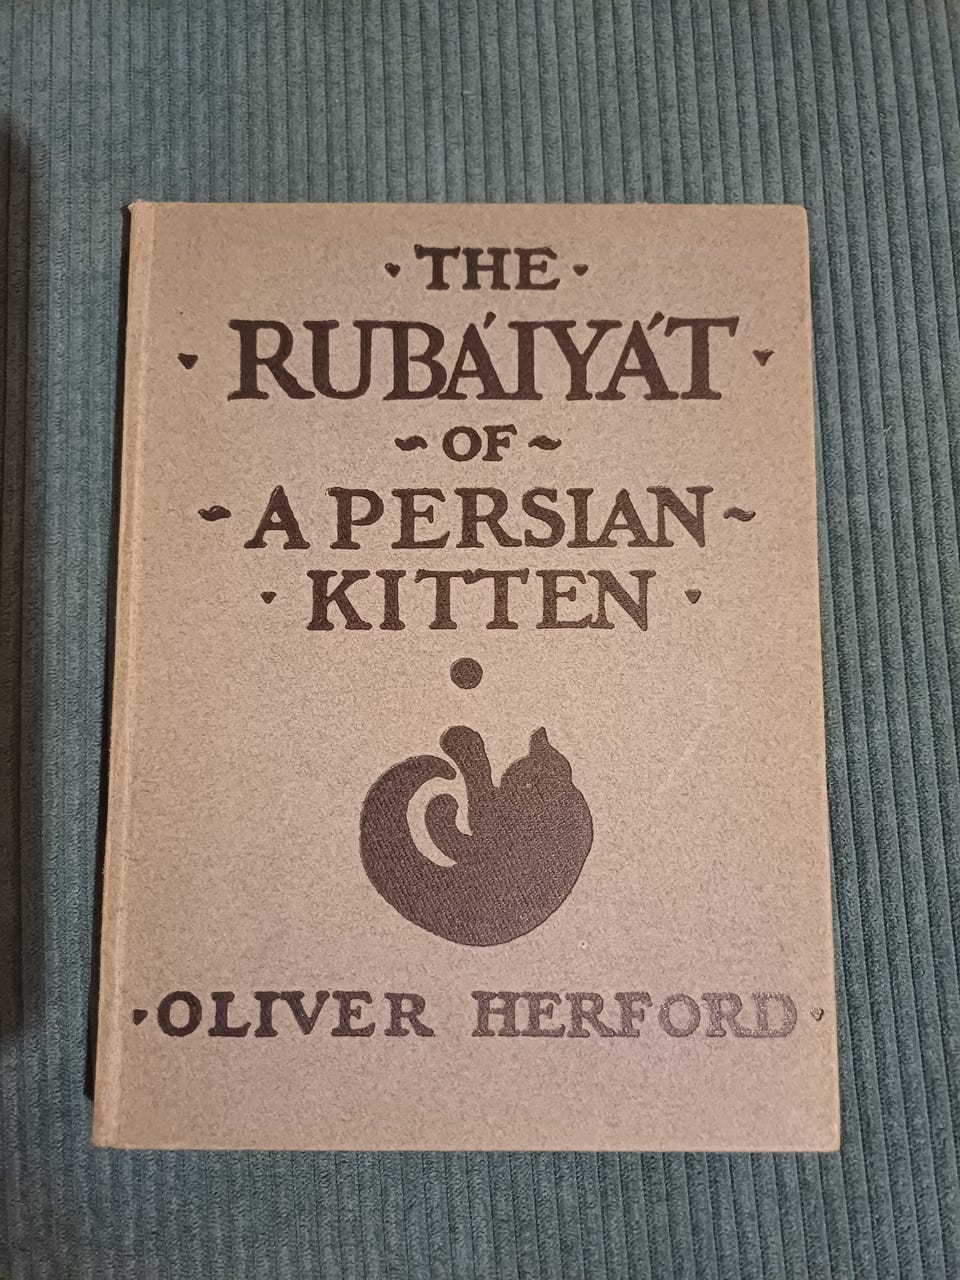 THE
RUBÁIYÁT
OF
A PERSIAN
KITTEN
OLIVER HERFORD